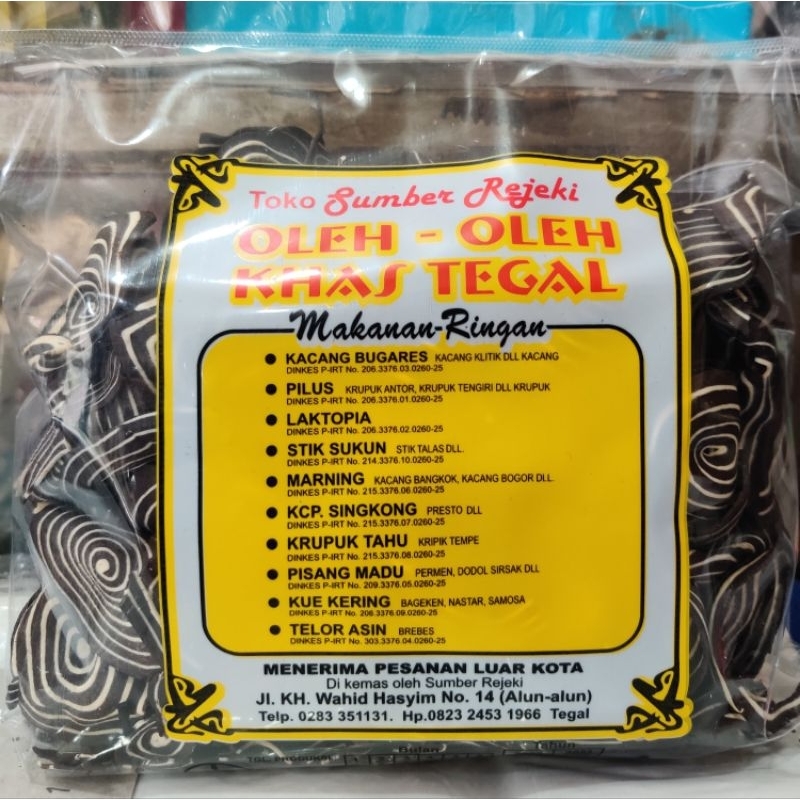 Toko Sumber Rejeki
OLEH - OLEH
KHAS TEGAL
Makanan-Ringan
• KACANG BUGARES KACANG KLITIK DLL KACANG
DINKES P-IRT No. 206.3376.03.0260-25
• PILUS KRUPUK ANTOR, KRUPUK TENGIRI DLL KRUPUK
DINKES P-IRT No. 206.3376.01.0260-25
• LAKTOPIA
DINKES P-IRT No. 206.3376.02.0260-25
• STIK SUKUN STIK TALAS DLL.
DINKES P-IRT No. 214.3376.10.0260-25
• MARNING KACANG BANGKOK, KACANG BOGOR DLL.
DINKES P-IRT No. 215.3376.06.0260-25
• KCP. SINGKONG PRESTO DLL
DINKES P-IRT No. 215.3376.07.0260-25
• KRUPUK TAHU KRIPIK TEMPE
DINKES P-IRT No. 215.3376.08.0260-25
• PISANG MADU PERMEN, DODOL SIRSAK DLL
DINKES P-IRT No. 209.3376.05.0260-25
• KUE KERING BAGEKEN, NASTAR, SAMOSA
DINKES P-IRT No. 206.3376.09.0260-25
• TELOR ASIN BREBES
DINKES P-IRT No. 303.3376.04.0260-25
MENERIMA PESANAN LUAR KOTA
Di kemas oleh Sumber Rejeki
Jl. KH. Wahid Hasyim No. 14 (Alun-alun)
Telp. 0283 351131. Hp.0823 2453 1966 Tegal
Bulan Tahun
TGL. PRODUKSI